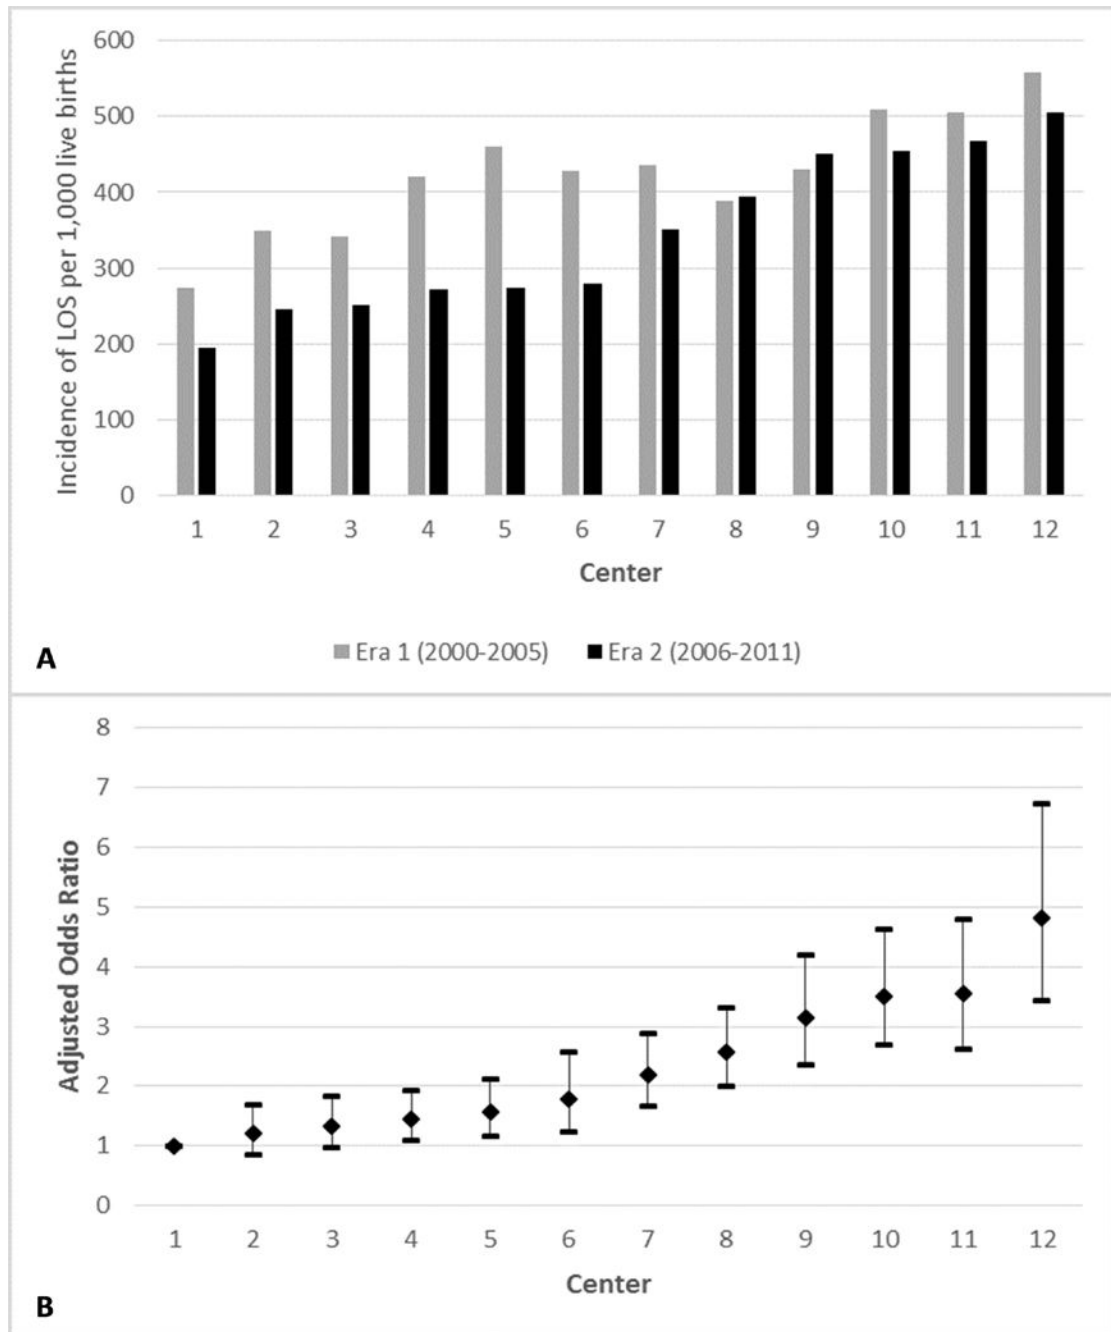 600
500
400
300
200
100
0
Incidence of LOS per 1,000 live births
1 2 3 4 5 6 7 8 9 10 11 12
Center
A
Era 1 (2000-2005) Era 2 (2006-2011)
8
7
6
5
4
3
2
1
0
Adjusted Odds Ratio
1 2 3 4 5 6 7 8 9 10 11 12
Center
B